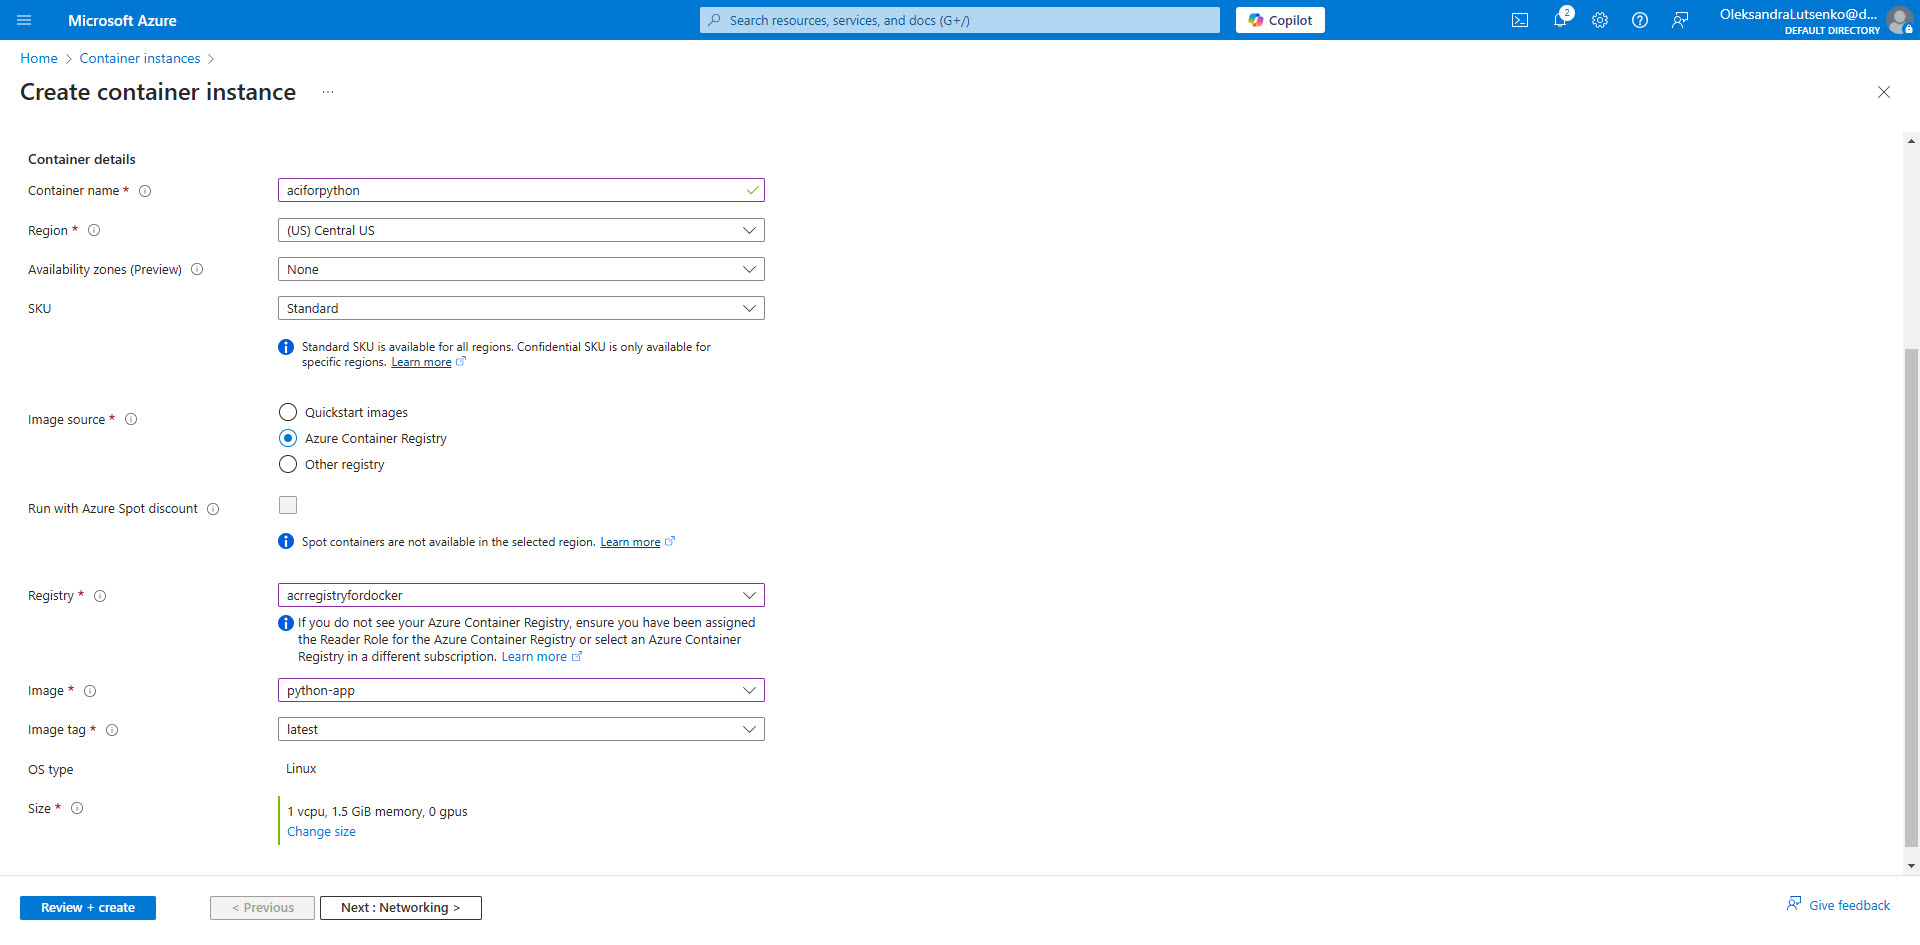 Microsoft Azure
Search resources, services, and docs (G+/)
Copilot
2
OleksandraLutsenko@d...
DEFAULT DIRECTORY
Home > Container instances >
Create container instance ...
Container details
Container name *
aciforpython
Region *
(US) Central US
Availability zones (Preview)
None
SKU
Standard
Standard SKU is available for all regions. Confidential SKU is only available for
specific regions. Learn more
Image source *
Quickstart images
Azure Container Registry
Other registry
Run with Azure Spot discount
Spot containers are not available in the selected region. Learn more
Registry *
acrregistryfordocker
If you do not see your Azure Container Registry, ensure you have been assigned
the Reader Role for the Azure Container Registry or select an Azure Container
Registry in a different subscription. Learn more
Image *
python-app
Image tag *
latest
OS type
Linux
Size *
1 vcpu, 1.5 GiB memory, 0 gpus
Change size
Review + create
< Previous
Next : Networking >
Give feedback